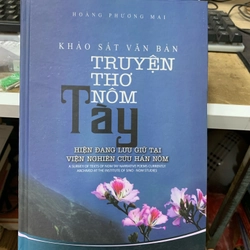 HOÀNG PHƯƠNG MAI
KHẢO SÁT VĂN BẢN
TRUYỆN
THƠ
NÔM
Tày
HIỆN ĐANG LƯU GIỮ TẠI
VIỆN NGHIÊN CỨU HÁN NÔM
A SURVEY OF TEXTS OF NOM TAY NARRATIVE POEMS CURRENTLY
ARCHIVED BY THE INSTITUTE OF SINO - NOM STUDIES